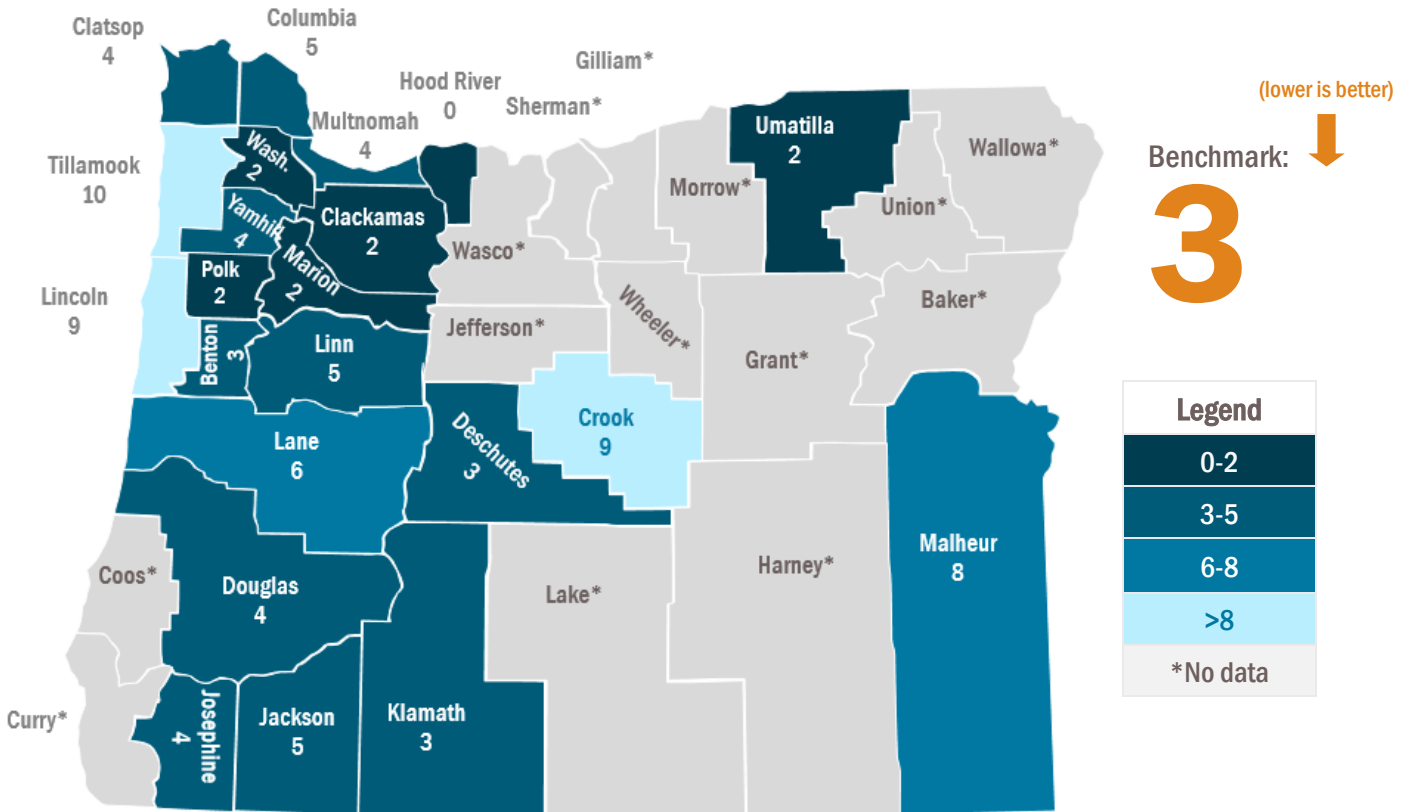 Columbia
5
Clatsop
4
Gilliam*
Hood River
0
Sherman*
Multnomah
4
(lower is better)
Benchmark:
3
Umatilla
2
Wallowa*
Wash.
2
Tillamook
10
Morrow*
Union*
Yamhill
4
Clackamas
2
Wasco*
Polk
2
Marion
2
Lincoln
9
Baker*
Wheeler*
Jefferson*
Benton
3
Linn
5
Grant*
Legend
0-2
3-5
6-8
>8
*No data
Crook
9
Deschutes
3
Lane
6
Malheur
8
Harney*
Coos*
Douglas
4
Lake*
Curry*
Josephine
4
Jackson
5
Klamath
3